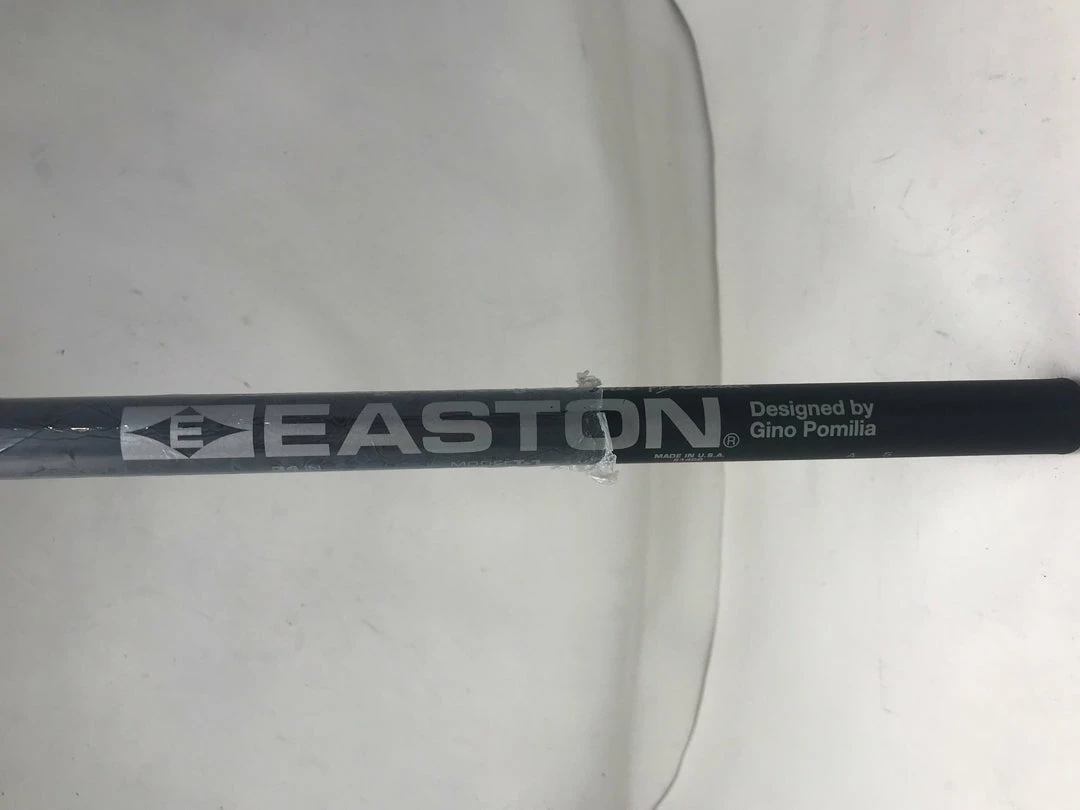 E EASTON®
Designed by
Gino Pomilia
MADE IN U.S.A.